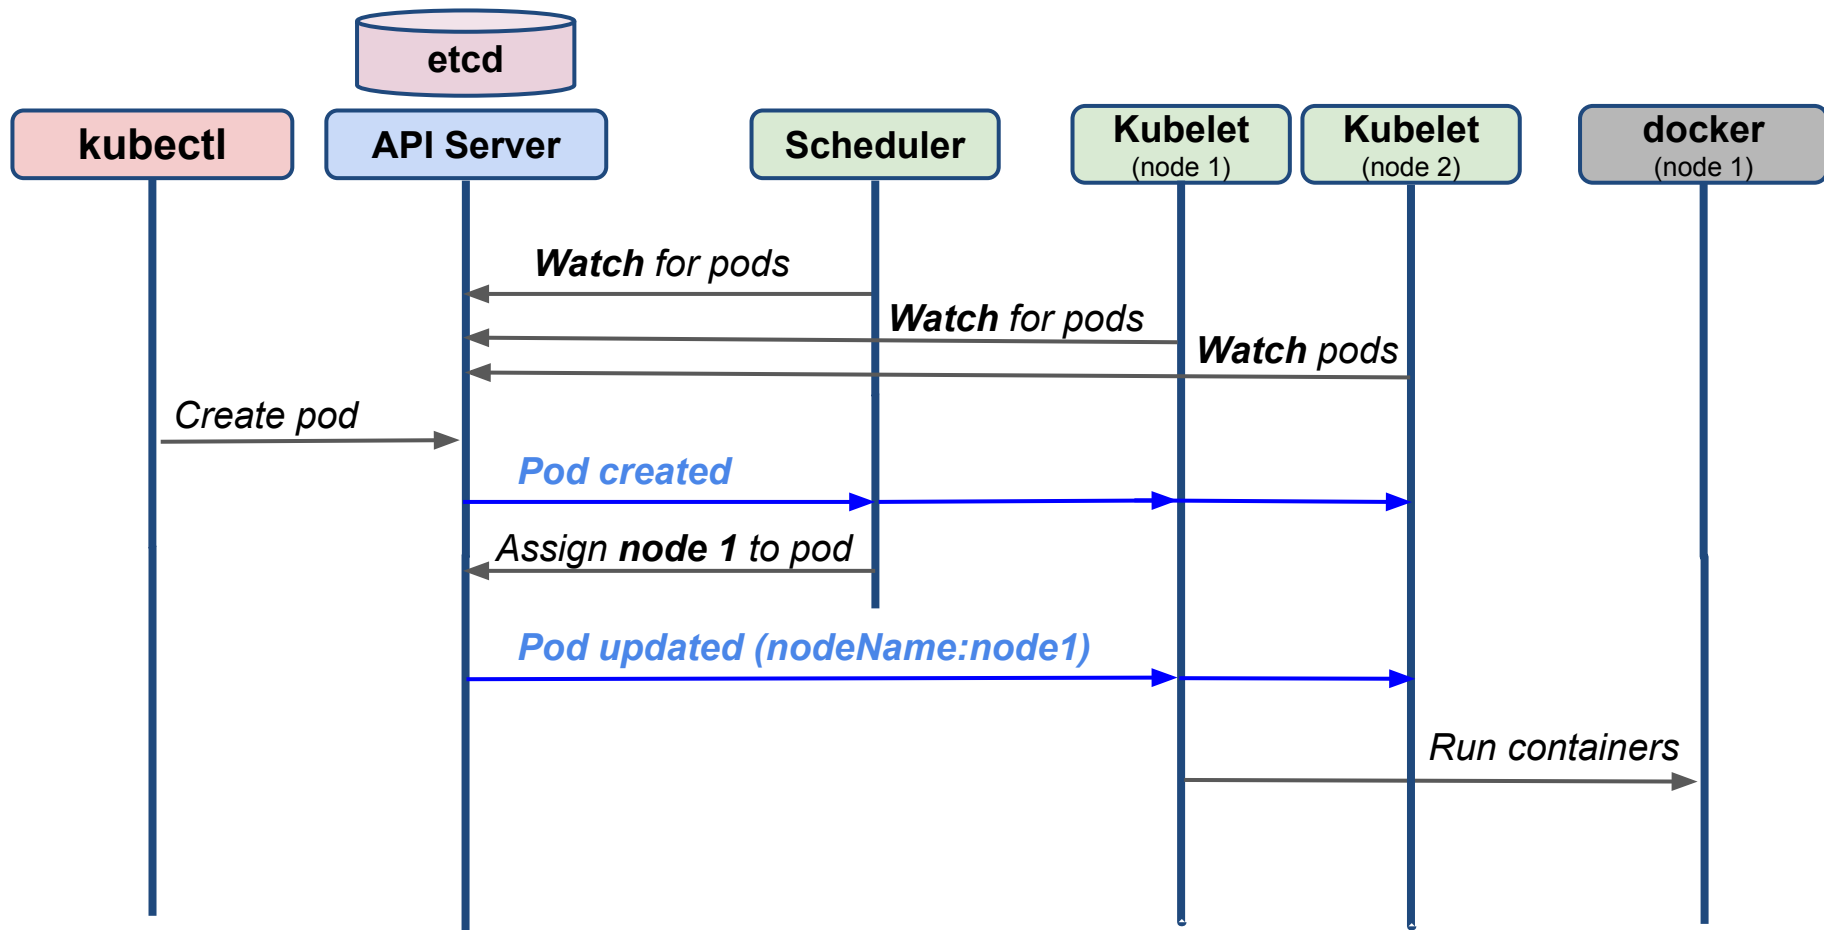 etcd
kubectl
API Server
Scheduler
Kubelet
(node 1)
Kubelet
(node 2)
docker
(node 1)
Watch for pods
Watch for pods
Watch pods
Create pod
Pod created
Assign node 1 to pod
Pod updated (nodeName:node1)
Run containers